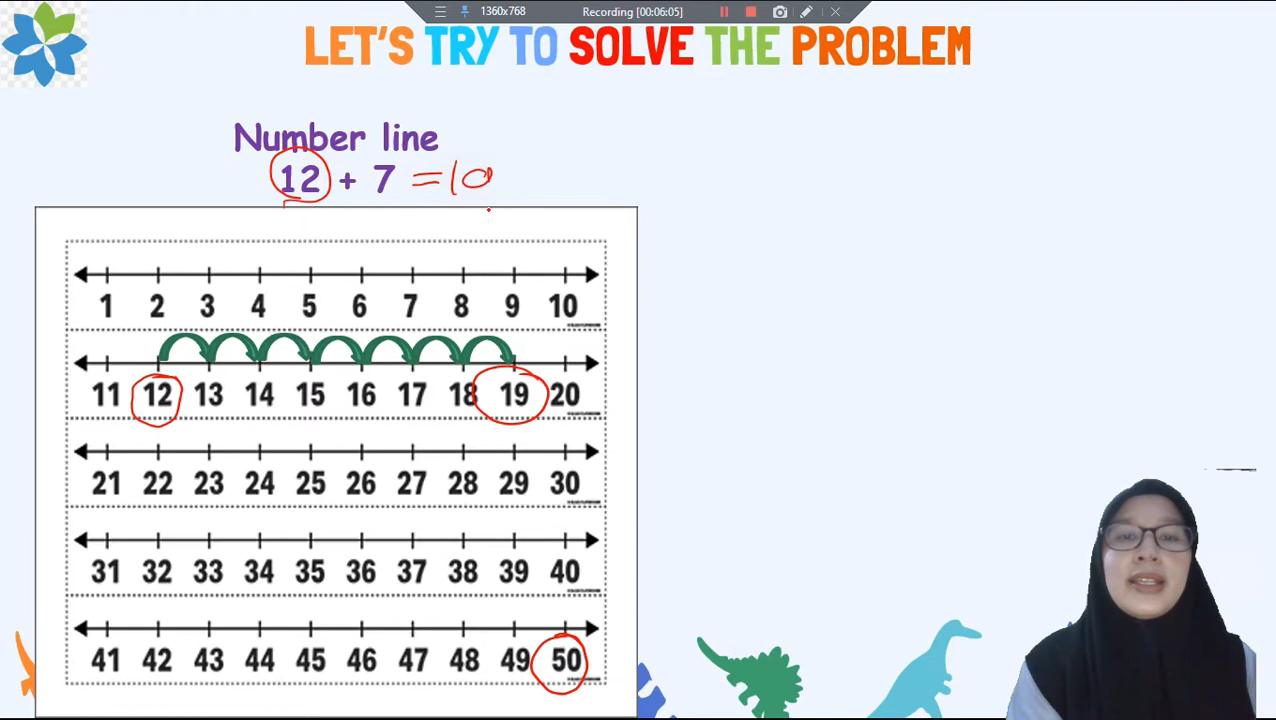 1360x768 Recording [00:06:05]
LET'S TRY TO SOLVE THE PROBLEM
Number line
12 + 7 = 10
1 2 3 4 5 6 7 8 9 10
11 12 13 14 15 16 17 18 19 20
21 22 23 24 25 26 27 28 29 30
31 32 33 34 35 36 37 38 39 40
41 42 43 44 45 46 47 48 49 50